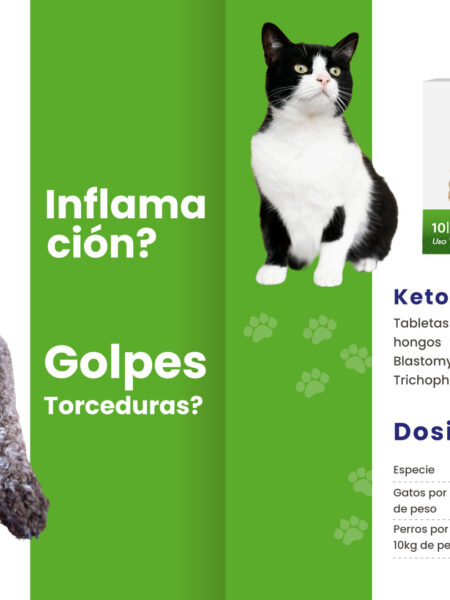 Inflama
ción?
Golpes
Torceduras?
10
Uso
Keto
Tabletas
hongos
Blastomy
Trichoph
Dosi
Especie
Gatos por
de peso
Perros por
10kg de pe